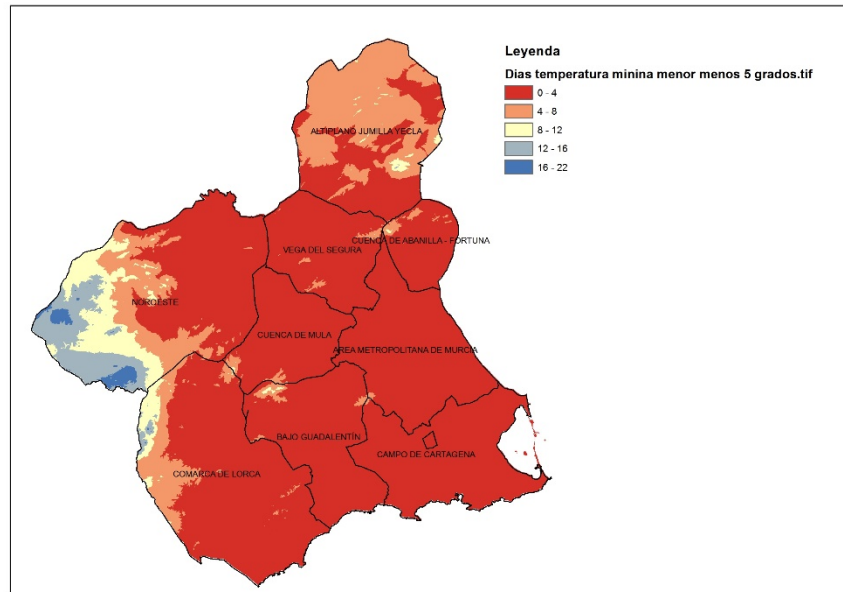 Leyenda
Dias temperatura minina menor menos 5 grados.tif
0 - 4
4 - 8
8 - 12
12 - 16
16 - 22
ALTIPLANO JUMILLA YECLA
CUENCA DE ABANILLA - FORTUNA
VEGA DEL SEGURA
NOROESTE
CUENCA DE MULA
AREA METROPOLITANA DE MURCIA
BAJO GUADALENTÍN
CAMPO DE CARTAGENA
COMARCA DE LORCA